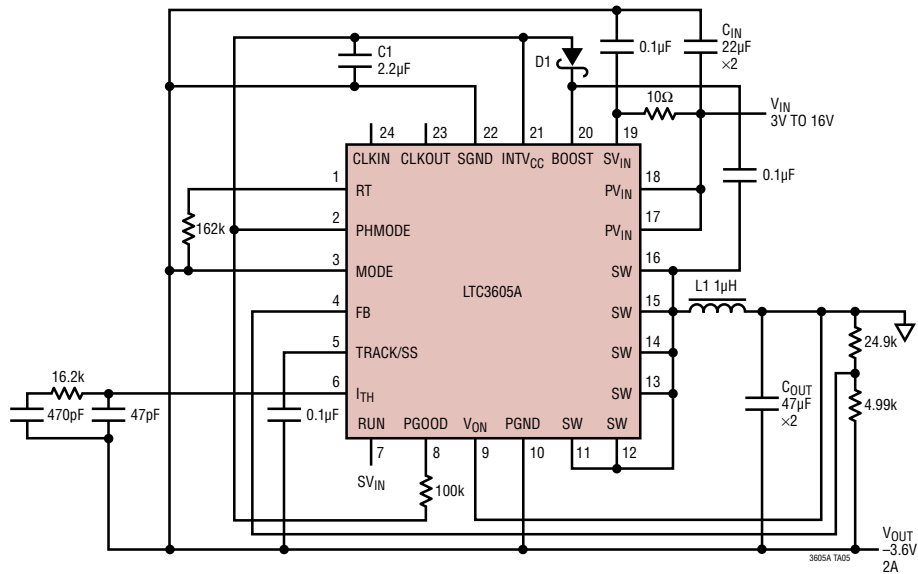 C1
2.2µF
D1
0.1µF
C_IN
22µF
×2
10Ω
V_IN
3V TO 16V
24
23
22
21
20
19
CLKIN
CLKOUT
SGND
INTV_CC
BOOST
SV_IN
0.1µF
1
RT
PV_IN
18
162k
2
PHMODE
PV_IN
17
3
MODE
SW
16
LTC3605A
L1 1µH
4
FB
SW
15
24.9k
5
TRACK/SS
SW
14
16.2k
6
I_TH
SW
13
C_OUT
47µF
×2
4.99k
470pF
47pF
0.1µF
RUN
PGOOD
V_ON
PGND
SW
SW
7
8
9
10
11
12
SV_IN
100k
V_OUT
–3.6V
2A
3605A TA05